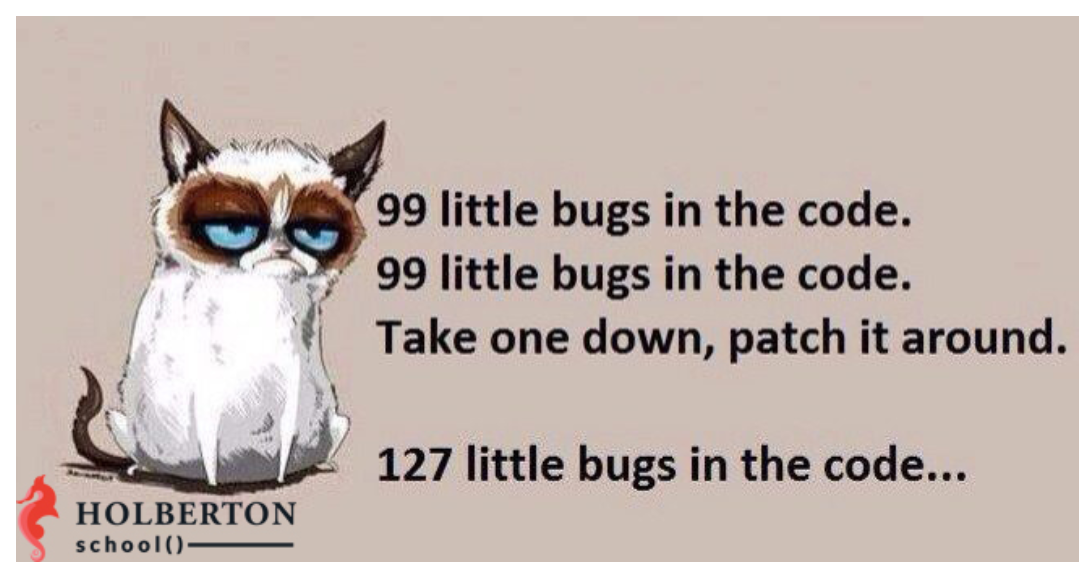 99 little bugs in the code.
99 little bugs in the code.
Take one down, patch it around.
127 little bugs in the code...
HOLBERTON
school()